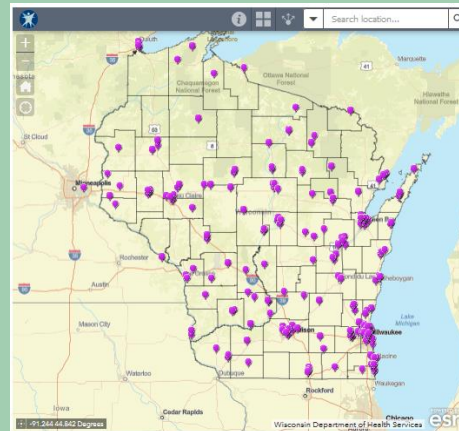 Search location...
Duluth
Marquette
Ottawa National
Forest
Chequamegon
National Forest
Hiawatha
National Forest
St Cloud
Minneapolis
Eau Claire
Wisconsin
Green Bay
Rochester
Austin
Sheboygan
Lake
Michigan
Mason City
Madison
Milwaukee
Racine
Waukegan
Dubuque
Waterloo
Rockford
Iowa
Cedar Rapids
Chicago
-91.244 44.842 Degrees
Wisconsin Department of Health Services
esri